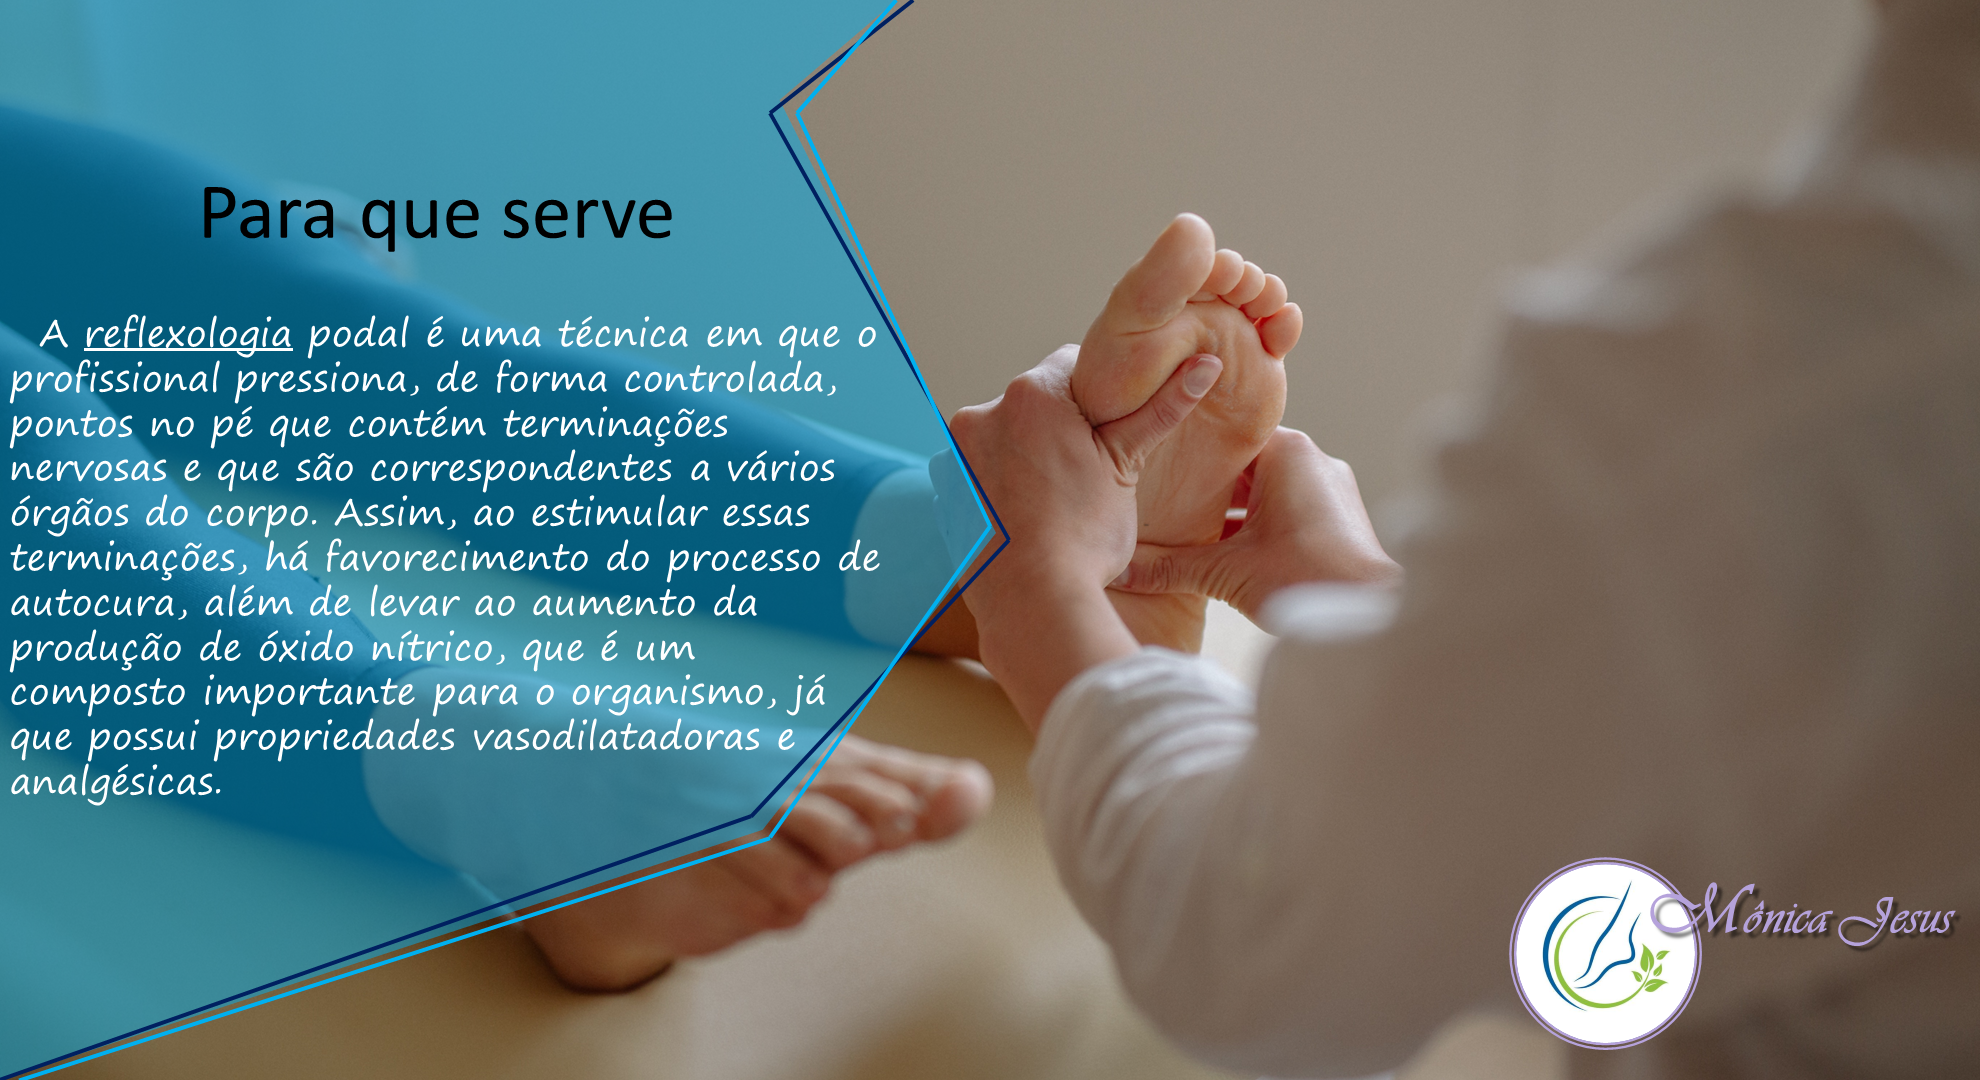 Para que serve
A reflexologia podal é uma técnica em que o
profissional pressiona, de forma controlada,
pontos no pé que contém terminações
nervosas e que são correspondentes a vários
órgãos do corpo. Assim, ao estimular essas
terminações, há favorecimento do processo de
autocura, além de levar ao aumento da
produção de óxido nítrico, que é um
composto importante para o organismo, já
que possui propriedades vasodilatadoras e
analgésicas.
Mônica Jesus